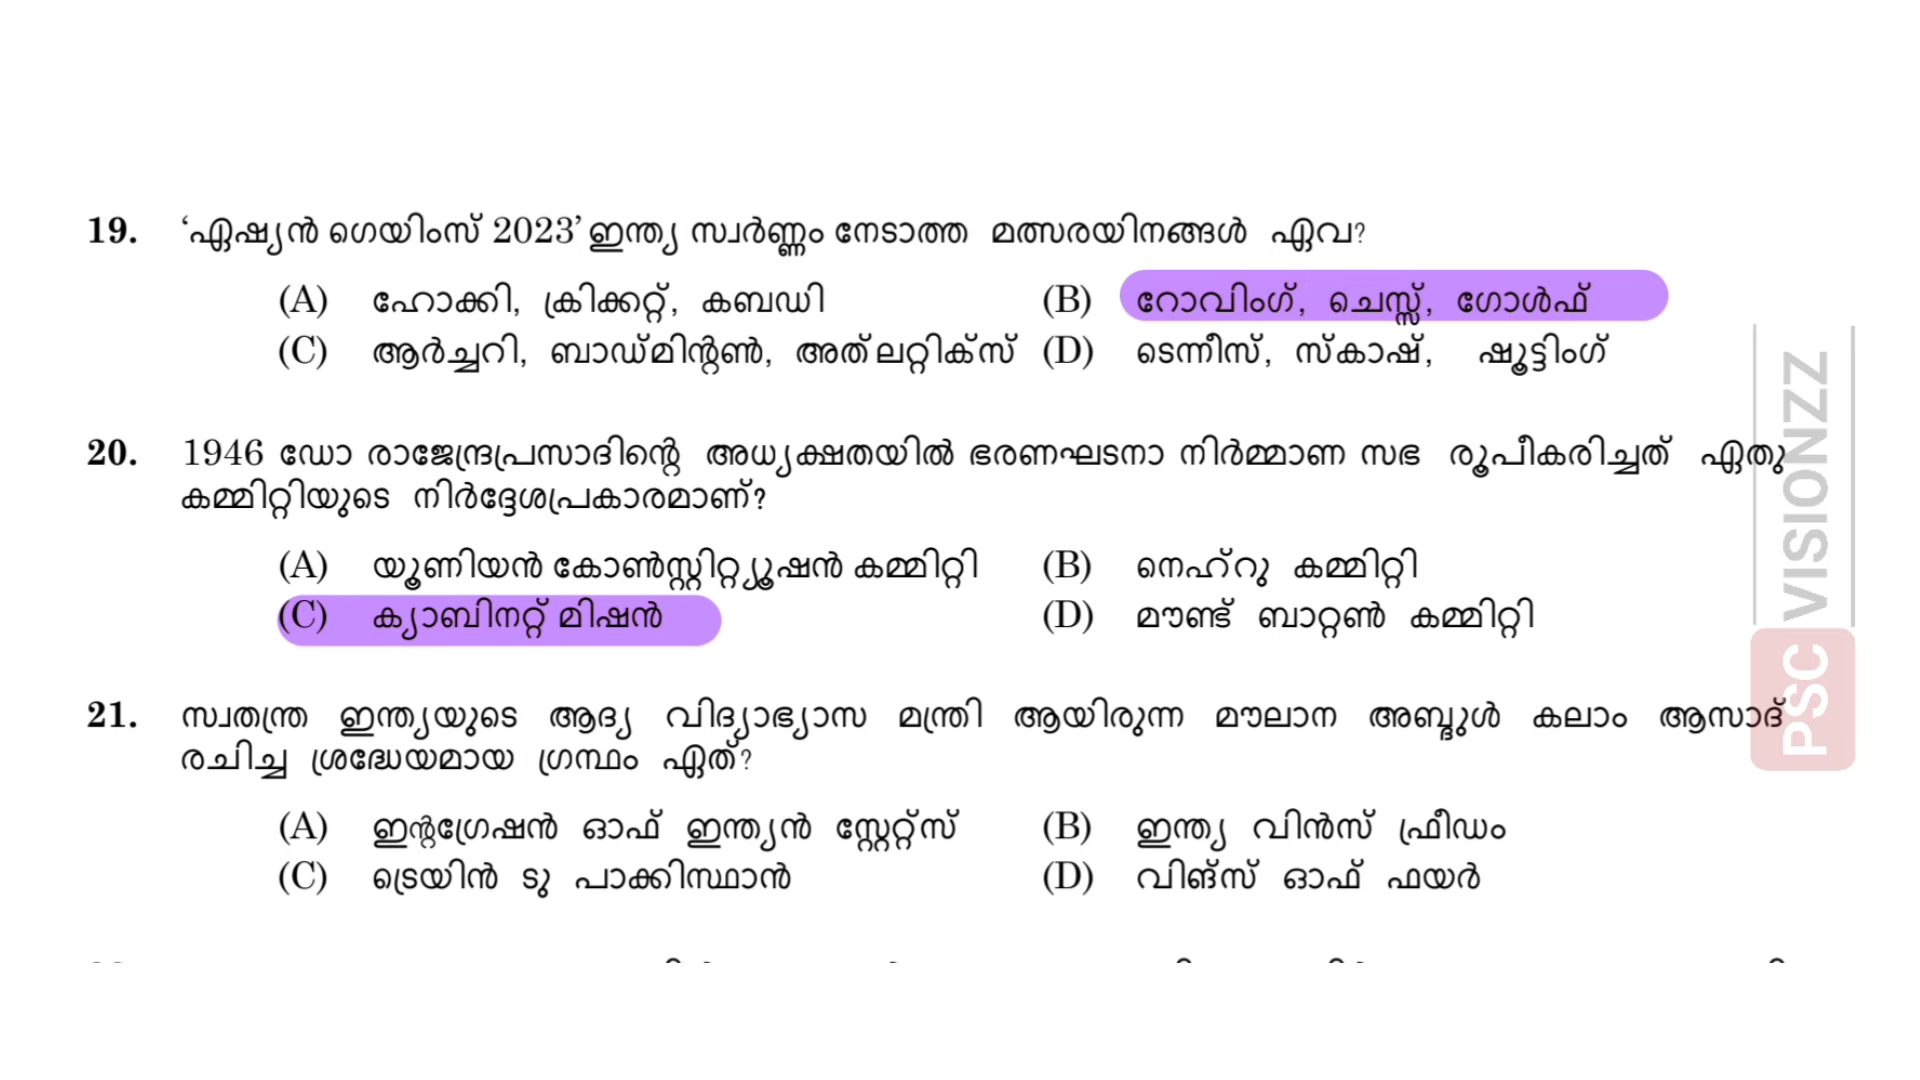 19. ‘ഏഷ്യൻ ഗെയിംസ് 2023’ ഇന്ത്യ സ്വർണ്ണം നേടാത്ത മത്സരയിനങ്ങൾ ഏവ?
(A) ഹോക്കി, ക്രിക്കറ്റ്, കബഡി (B) റോവിംഗ്, ചെസ്സ്, ഗോൾഫ്
(C) ആർച്ചറി, ബാഡ്മിന്റൺ, അത്‌ലറ്റിക്സ് (D) ടെന്നീസ്, സ്കാഷ്, ഷൂട്ടിംഗ്
20. 1946 ഡോ രാജേന്ദ്രപ്രസാദിന്റെ അധ്യക്ഷതയിൽ ഭരണഘടനാ നിർമ്മാണ സഭ രൂപീകരിച്ചത് ഏതു
കമ്മിറ്റിയുടെ നിർദ്ദേശപ്രകാരമാണ്?
(A) യൂണിയൻ കോൺസ്റ്റിറ്റ്യൂഷൻ കമ്മിറ്റി (B) നെഹ്റു കമ്മിറ്റി
(C) ക്യാബിനറ്റ് മിഷൻ (D) മൗണ്ട് ബാറ്റൺ കമ്മിറ്റി
21. സ്വതന്ത്ര ഇന്ത്യയുടെ ആദ്യ വിദ്യാഭ്യാസ മന്ത്രി ആയിരുന്ന മൗലാന അബ്ദുൾ കലാം ആസാദ്
രചിച്ച ശ്രദ്ധേയമായ ഗ്രന്ഥം ഏത്?
(A) ഇന്റഗ്രേഷൻ ഓഫ് ഇന്ത്യൻ സ്റ്റേറ്റ്സ് (B) ഇന്ത്യ വിൻസ് ഫ്രീഡം
(C) ട്രെയിൻ ടു പാക്കിസ്ഥാൻ (D) വിങ്സ് ഓഫ് ഫയർ
PSC VISIONZZ